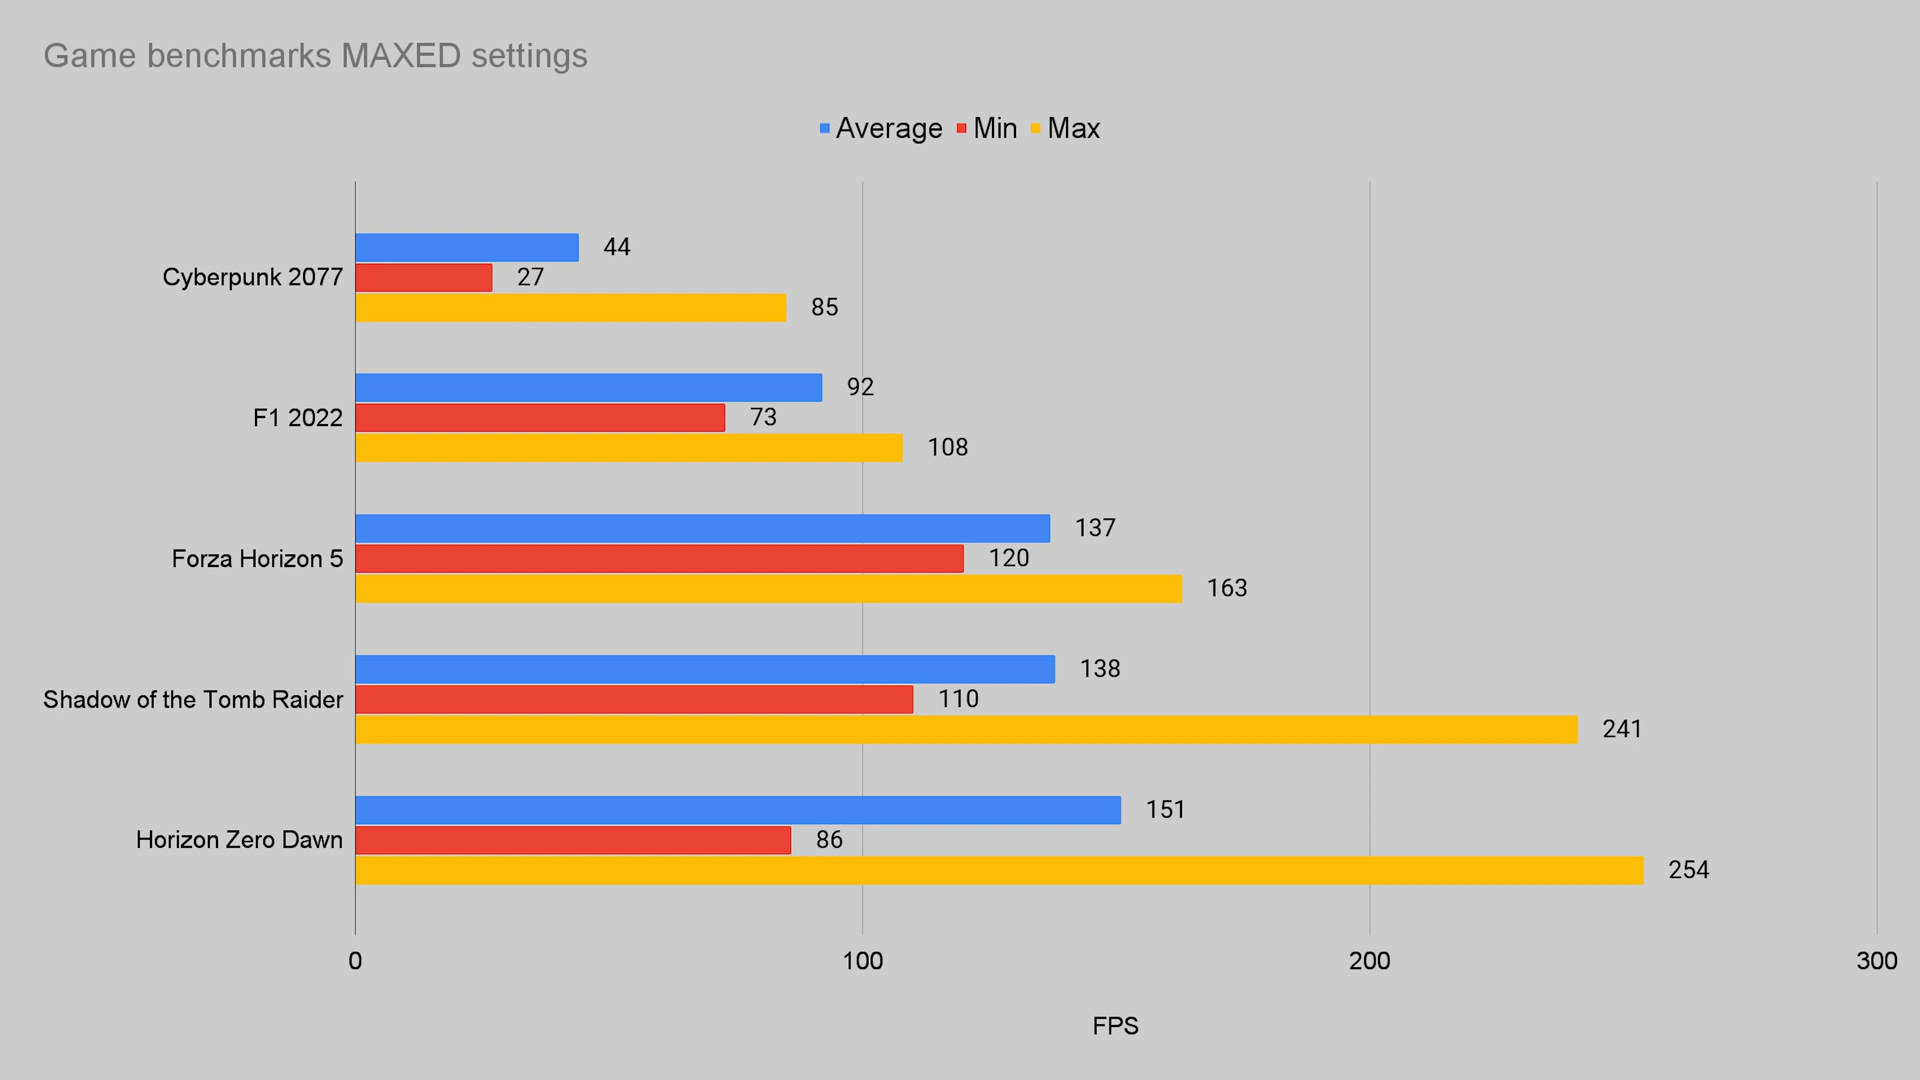 Game benchmarks MAXED settings
Average Min Max
Cyberpunk 2077
44
27
85
F1 2022
92
73
108
Forza Horizon 5
137
120
163
Shadow of the Tomb Raider
138
110
241
Horizon Zero Dawn
151
86
254
0 100 200 300
FPS